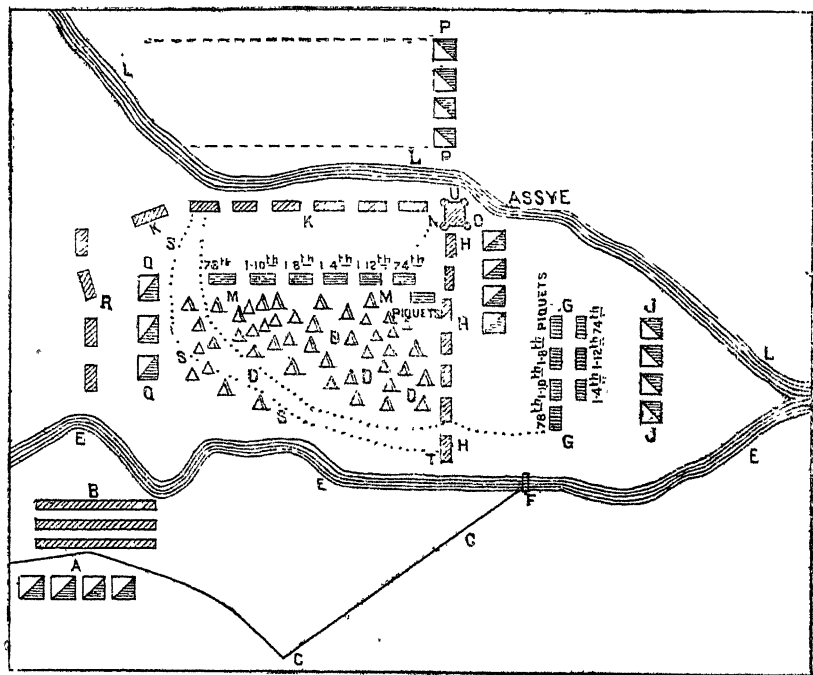 P
L
P
L
U
ASSYE
O
K
K
H
S
Q
78th 1·10th 1·8th 1·4th 1·12th 74th
M
M
PIQUETS
R
D
H
G
J
78th 1·10th 1·8th PIQUETS
1·4th 1·12th 74th
S
D
D
D
L
Q
S
G
J
E
T
H
E
E
B
F
C
A
C